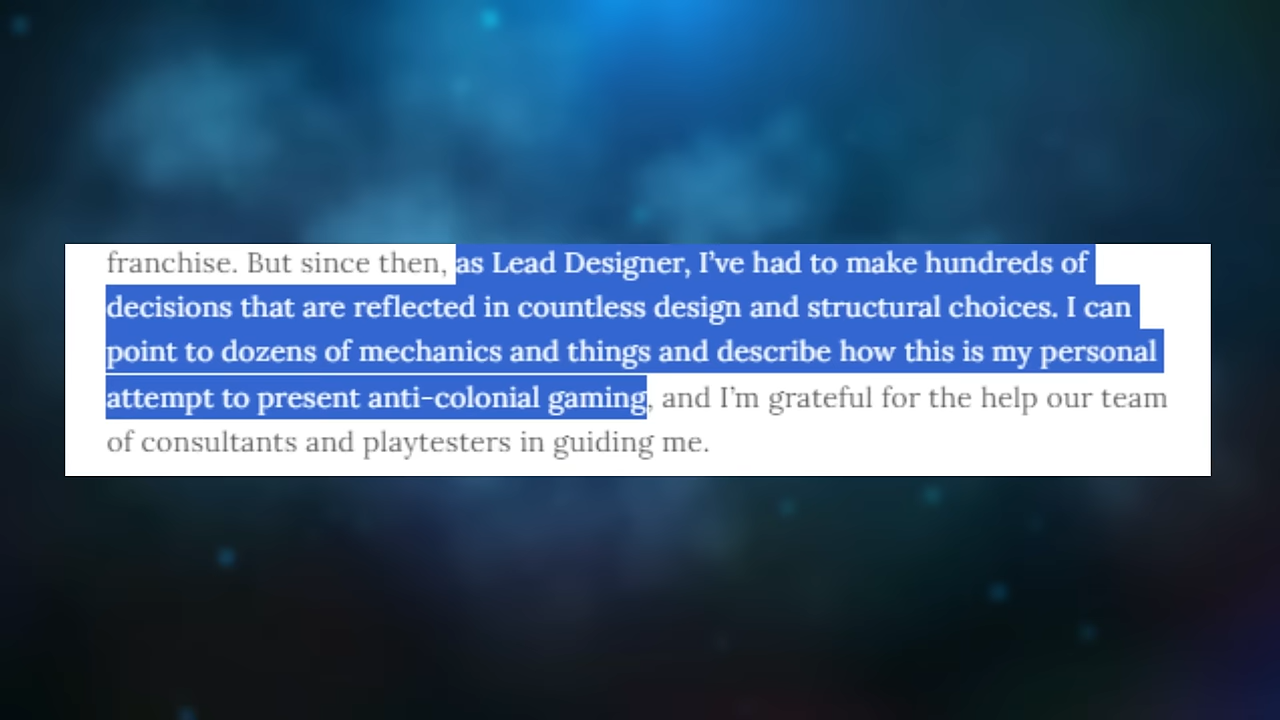 franchise. But since then, as Lead Designer, I’ve had to make hundreds of
decisions that are reflected in countless design and structural choices. I can
point to dozens of mechanics and things and describe how this is my personal
attempt to present anti-colonial gaming, and I’m grateful for the help our team
of consultants and playtesters in guiding me.